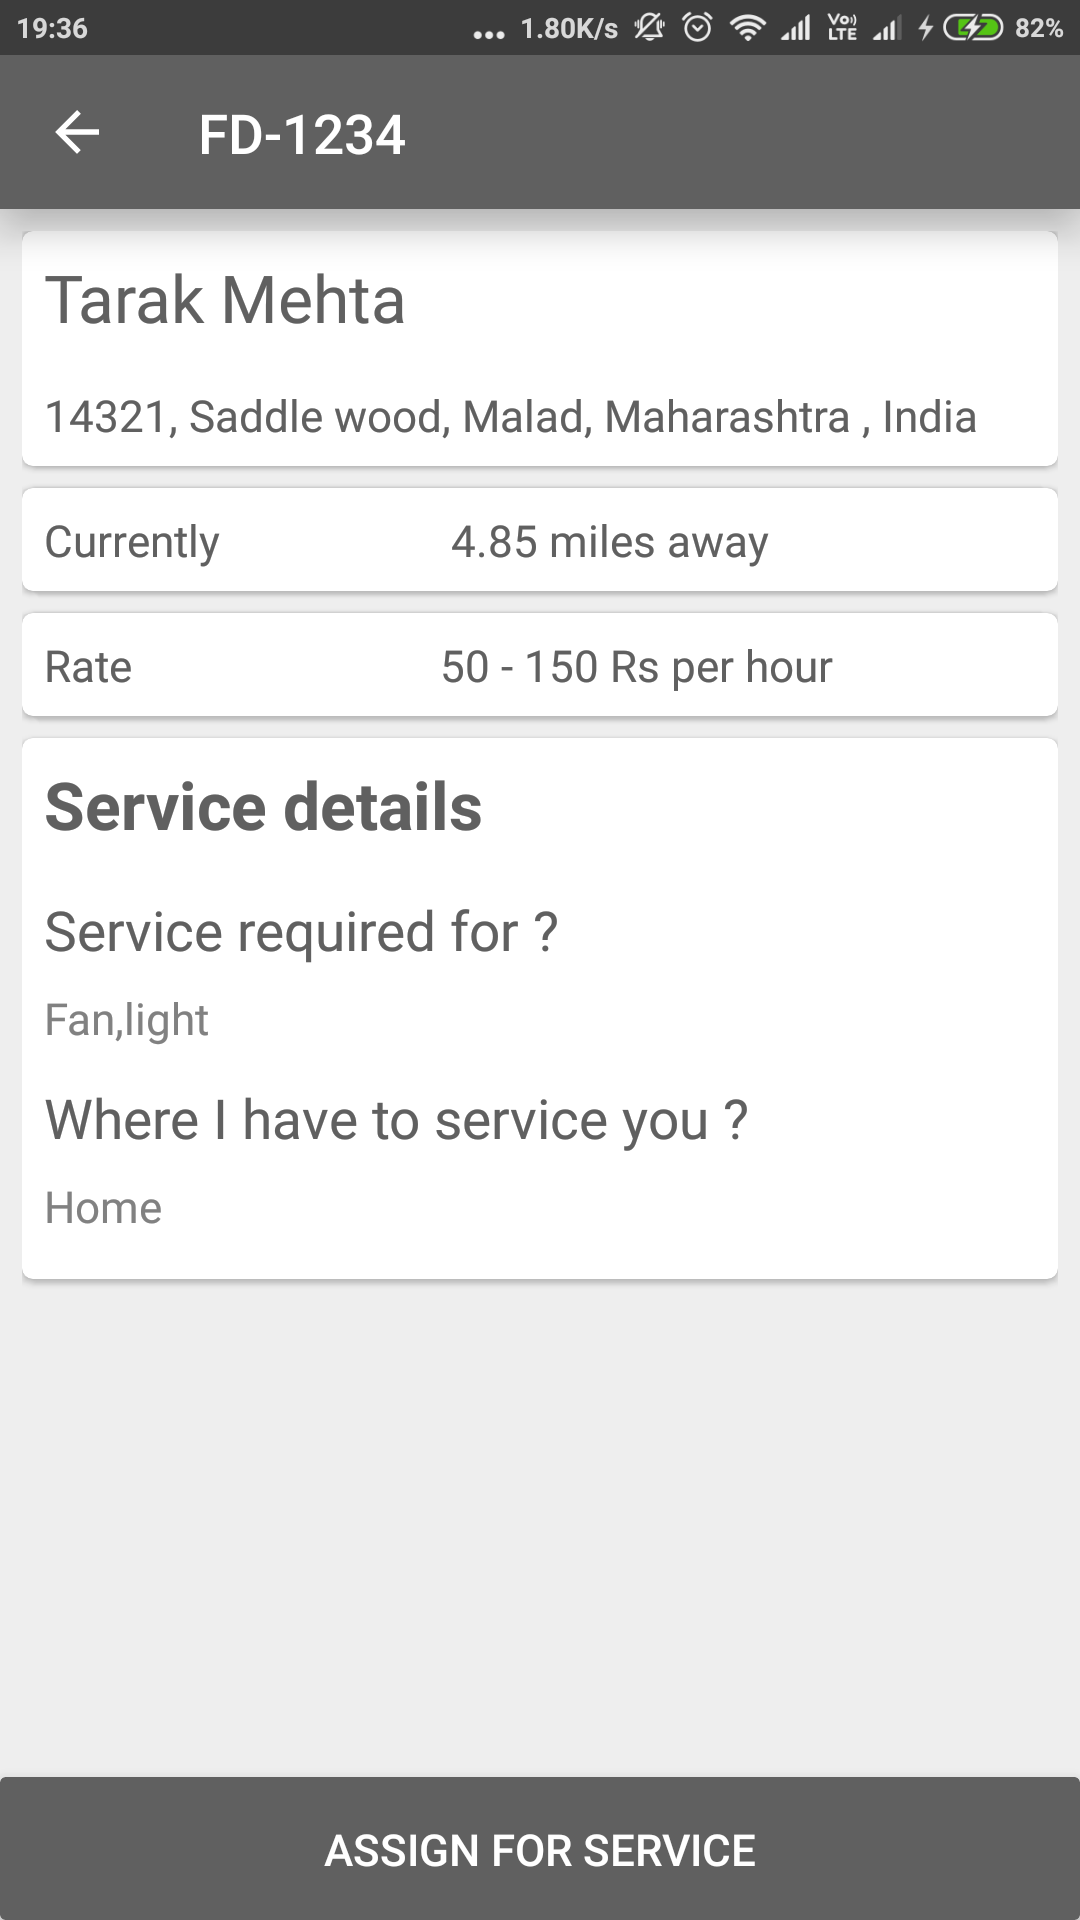 19:36 ... 1.80K/s Vo)) LTE 82%
FD-1234
Tarak Mehta
14321, Saddle wood, Malad, Maharashtra , India
Currently 4.85 miles away
Rate 50 - 150 Rs per hour
Service details
Service required for ?
Fan,light
Where I have to service you ?
Home
ASSIGN FOR SERVICE